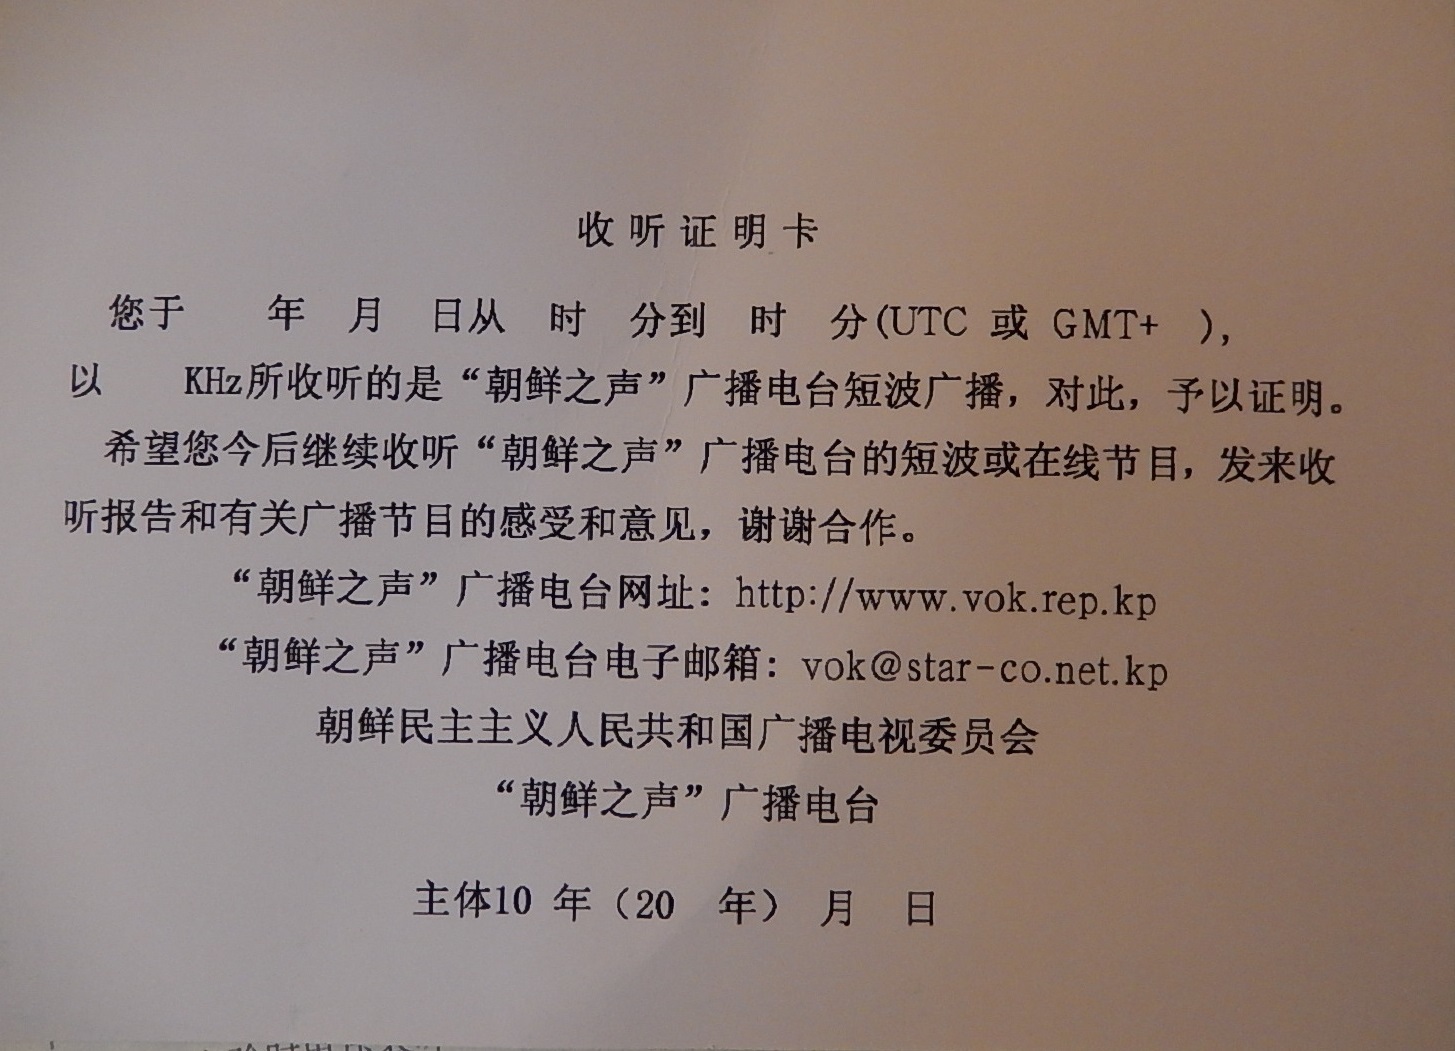 收听证明卡
您于 年 月 日从 时 分到 时 分(UTC 或 GMT+ ),
以 KHz所收听的是“朝鲜之声”广播电台短波广播，对此，予以证明。
希望您今后继续收听“朝鲜之声”广播电台的短波或在线节目，发来收
听报告和有关广播节目的感受和意见，谢谢合作。
“朝鲜之声”广播电台网址：http://www.vok.rep.kp
“朝鲜之声”广播电台电子邮箱：vok@star-co.net.kp
朝鲜民主主义人民共和国广播电视委员会
“朝鲜之声”广播电台
主体10 年（20 年） 月 日